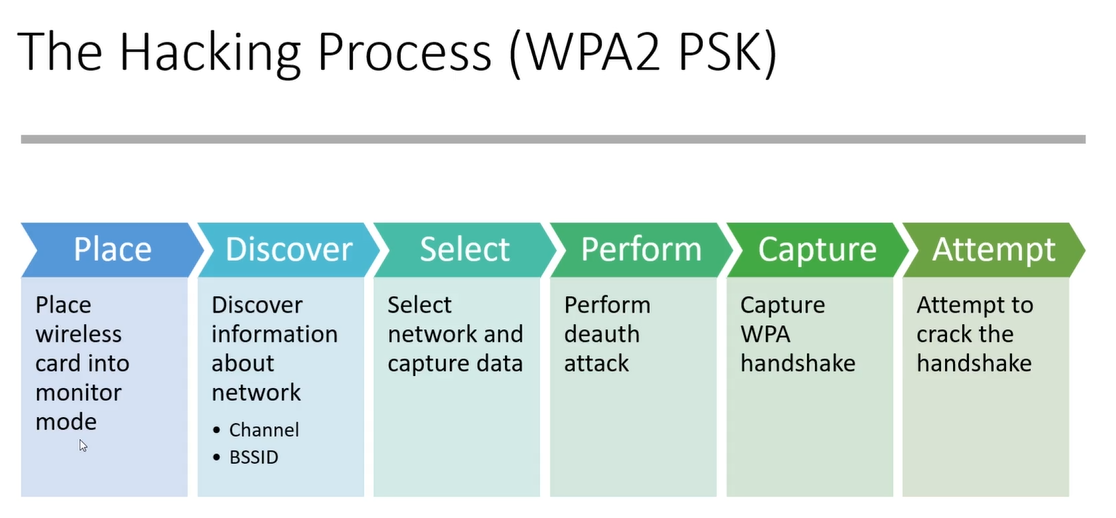 The Hacking Process (WPA2 PSK)
Place
Place
wireless
card into
monitor
mode
Discover
Discover
information
about
network
• Channel
• BSSID
Select
Select
network and
capture data
Perform
Perform
deauth
attack
Capture
Capture
WPA
handshake
Attempt
Attempt to
crack the
handshake